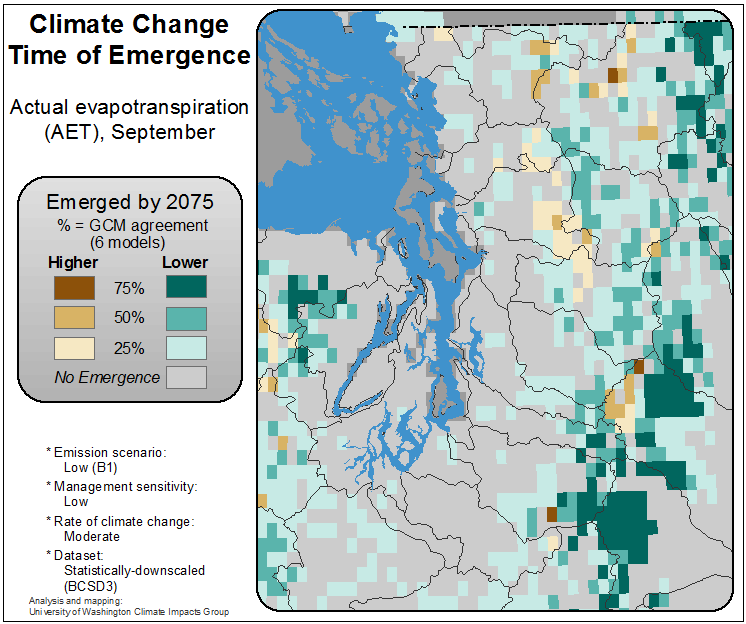 Climate Change
Time of Emergence
Actual evapotranspiration
(AET), September
Emerged by 2075
% = GCM agreement
(6 models)
Higher Lower
75%
50%
25%
No Emergence
* Emission scenario:
Low (B1)
* Management sensitivity:
Low
* Rate of climate change:
Moderate
* Dataset:
Statistically-downscaled
(BCSD3)
Analysis and mapping:
University of Washington Climate Impacts Group